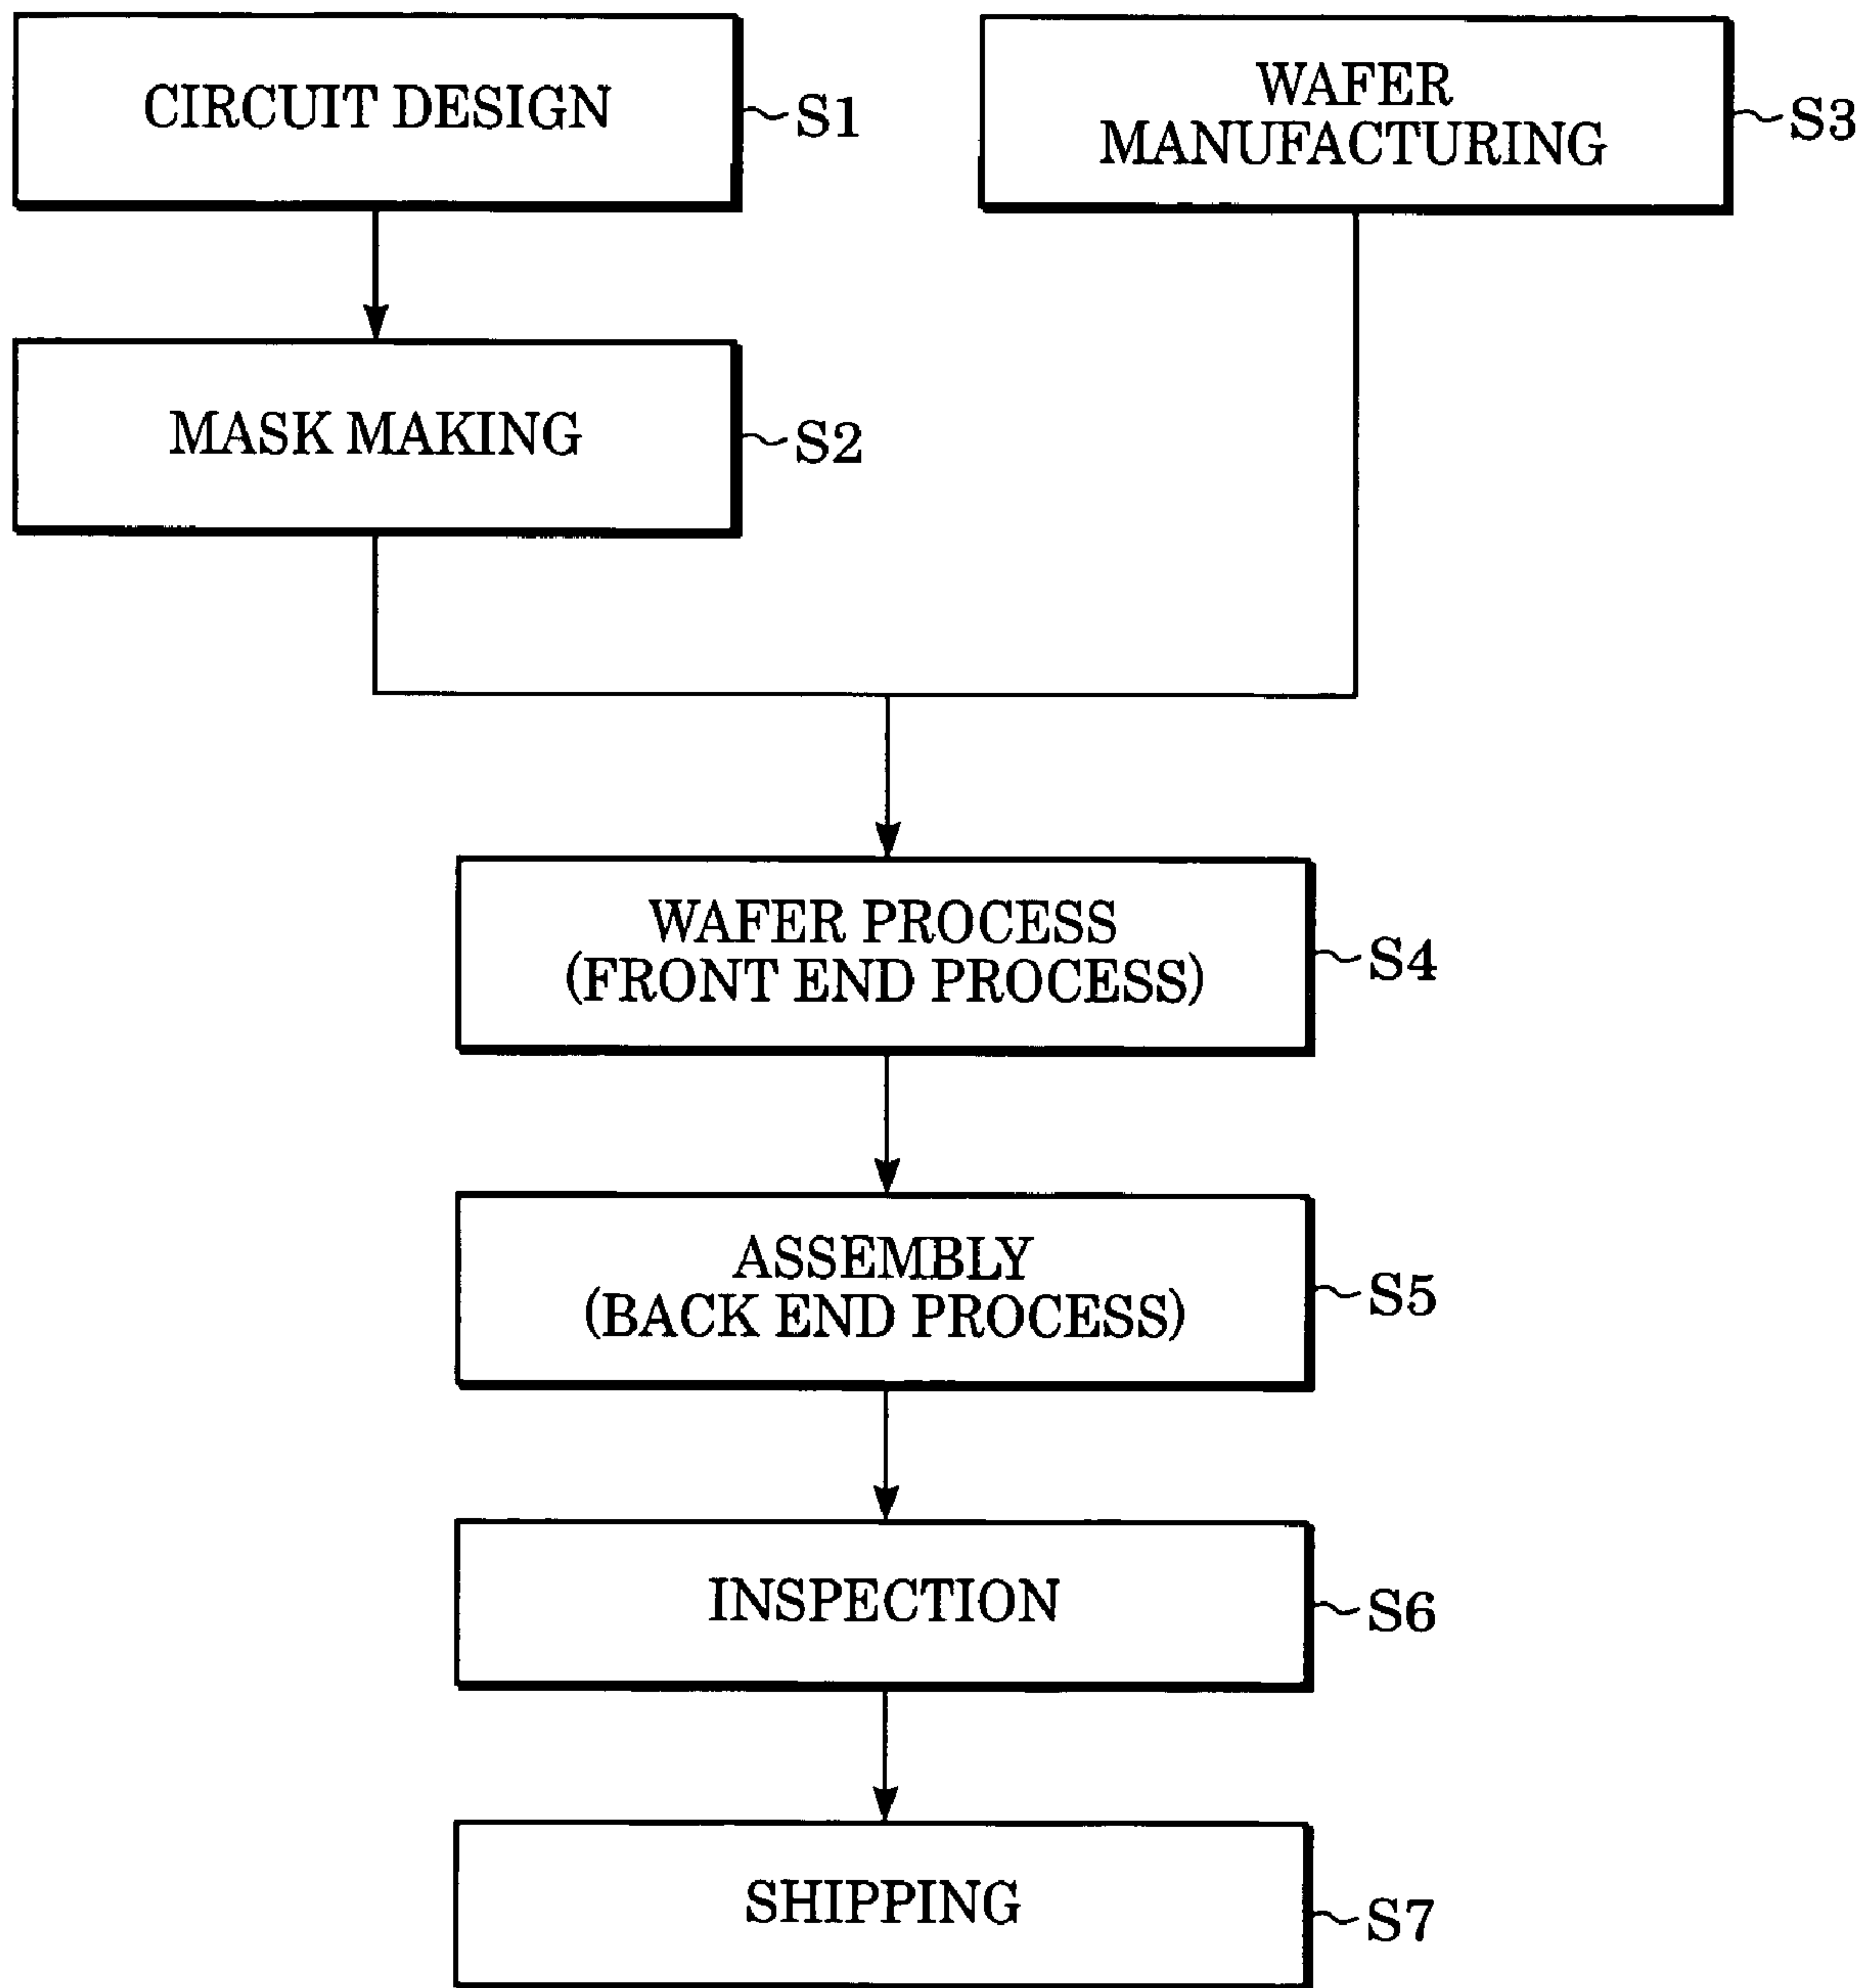 CIRCUIT DESIGN
S1
WAFER
MANUFACTURING
S3
MASK MAKING
S2
WAFER PROCESS
(FRONT END PROCESS)
S4
ASSEMBLY
(BACK END PROCESS)
S5
INSPECTION
S6
SHIPPING
S7